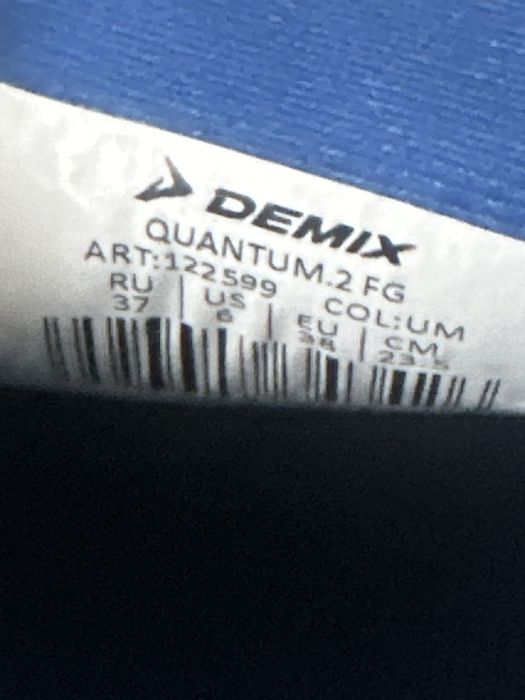 DEMIX
QUANTUM.2 FG
ART:122599 COL:UM
RU | US | EU | CM
37 6 38 23.5